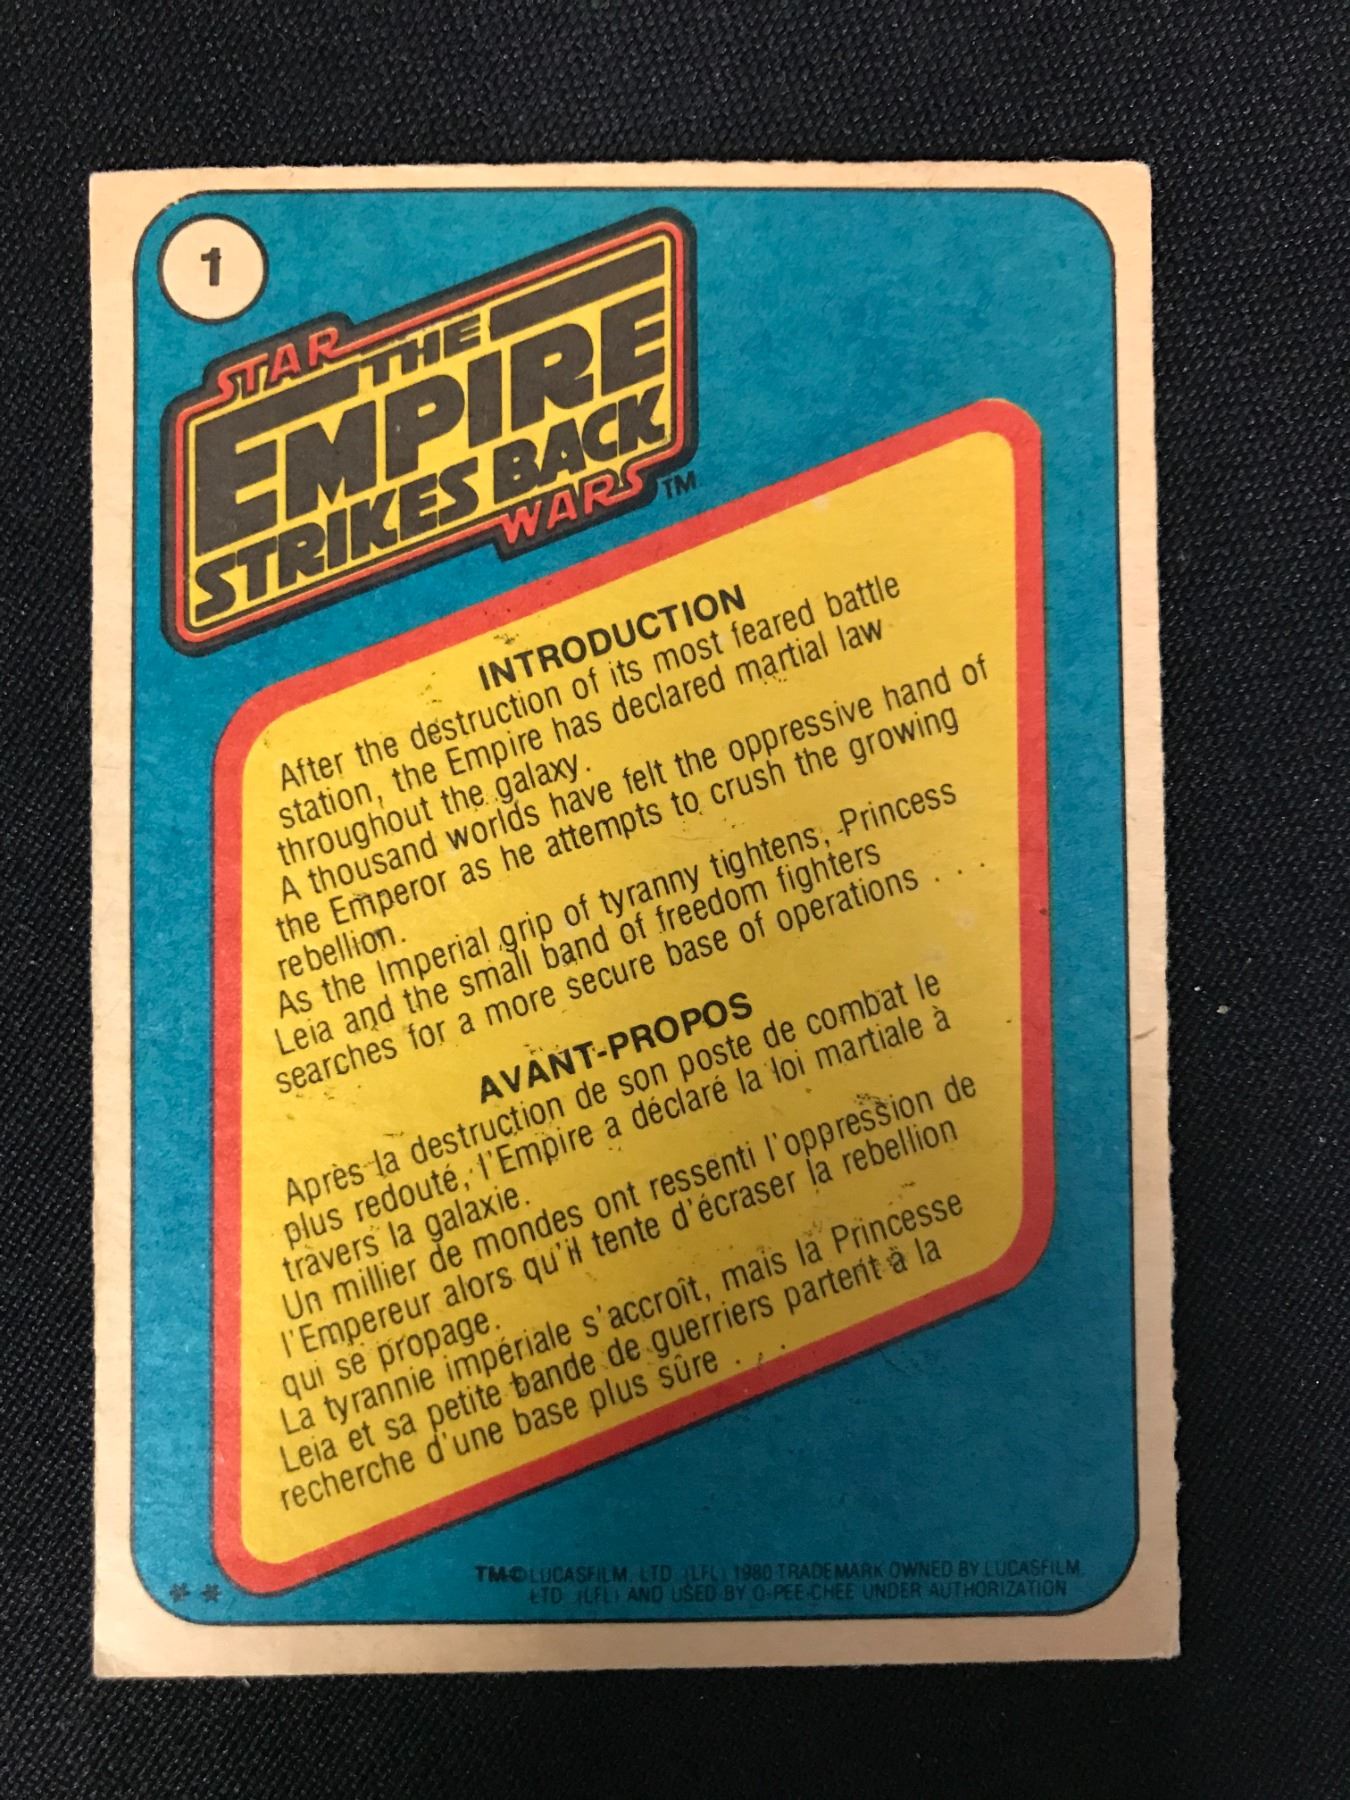 1
STAR
THE
EMPIRE
STRIKES BACK
WARS TM
INTRODUCTION
After the destruction of its most feared battle
station, the Empire has declared martial law
throughout the galaxy.
A thousand worlds have felt the oppressive hand of
the Emperor as he attempts to crush the growing
rebellion.
As the Imperial grip of tyranny tightens, Princess
Leia and the small band of freedom fighters
searches for a more secure base of operations . . .
AVANT-PROPOS
Après la destruction de son poste de combat le
plus redouté, l'Empire a déclaré la loi martiale à
travers la galaxie.
Un millier de mondes ont ressenti l'oppression de
l'Empereur alors qu'il tente d'écraser la rebellion
qui se propage.
La tyrannie impériale s'accroît, mais la Princesse
Leia et sa petite bande de guerriers partent à la
recherche d'une base plus sûre . . .
TM © LUCASFILM, LTD. (LFL) 1980 TRADEMARK OWNED BY LUCASFILM,
LTD. (LFL) AND USED BY O-PEE-CHEE UNDER AUTHORIZATION
**